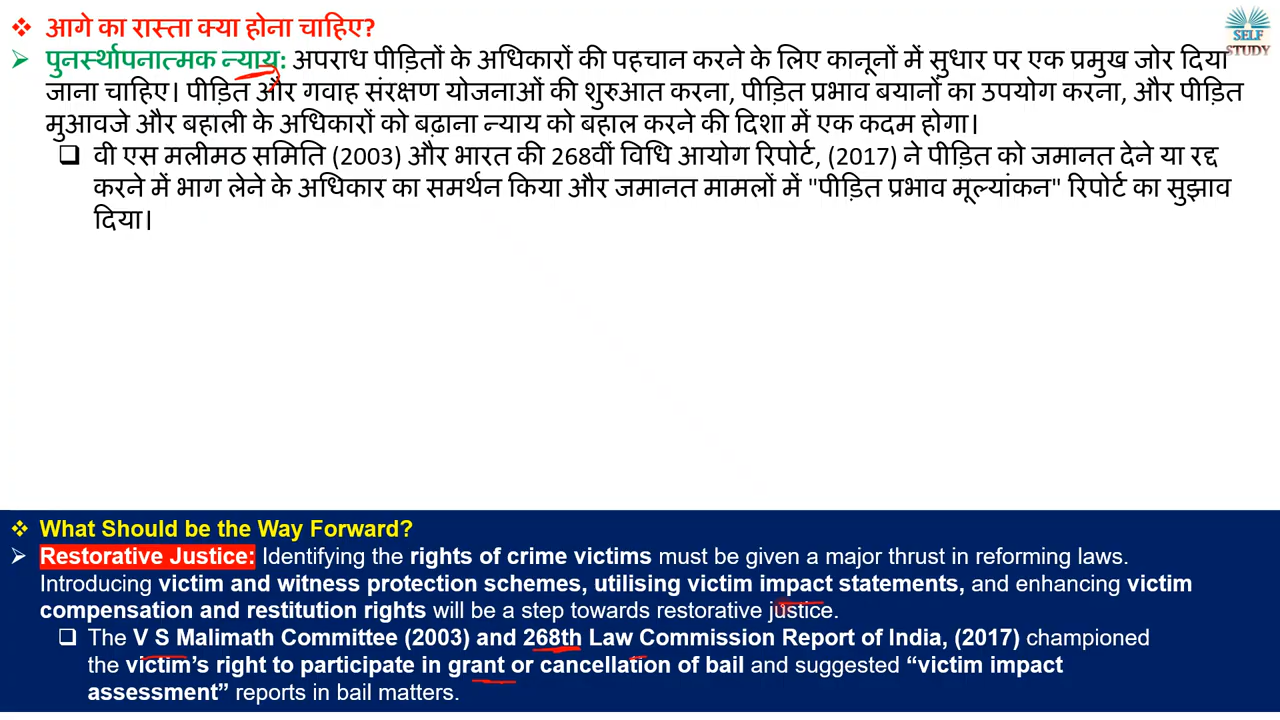 ❖ आगे का रास्ता क्या होना चाहिए?
SELF
STUDY
➢ पुनर्स्थापनात्मक न्याय: अपराध पीड़ितों के अधिकारों की पहचान करने के लिए कानूनों में सुधार पर एक प्रमुख जोर दिया
जाना चाहिए। पीड़ित और गवाह संरक्षण योजनाओं की शुरुआत करना, पीड़ित प्रभाव बयानों का उपयोग करना, और पीड़ित
मुआवजे और बहाली के अधिकारों को बढ़ाना न्याय को बहाल करने की दिशा में एक कदम होगा।
❑ वी एस मलीमठ समिति (2003) और भारत की 268वीं विधि आयोग रिपोर्ट, (2017) ने पीड़ित को जमानत देने या रद्द
करने में भाग लेने के अधिकार का समर्थन किया और जमानत मामलों में "पीड़ित प्रभाव मूल्यांकन" रिपोर्ट का सुझाव
दिया।
❖ What Should be the Way Forward?
➢ Restorative Justice: Identifying the rights of crime victims must be given a major thrust in reforming laws.
Introducing victim and witness protection schemes, utilising victim impact statements, and enhancing victim
compensation and restitution rights will be a step towards restorative justice.
❑ The V S Malimath Committee (2003) and 268th Law Commission Report of India, (2017) championed
the victim's right to participate in grant or cancellation of bail and suggested “victim impact
assessment” reports in bail matters.